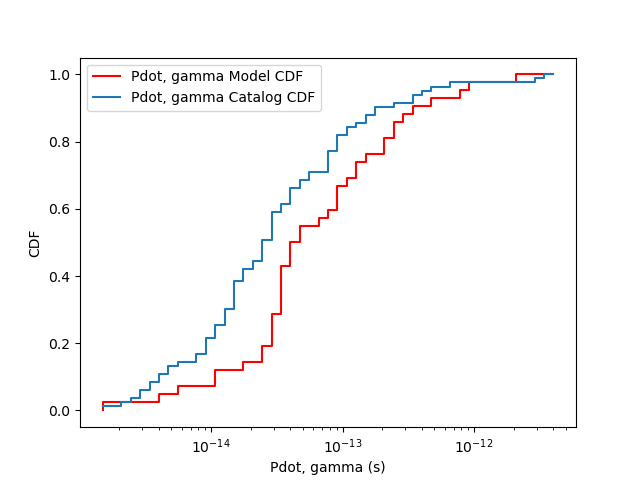 Pdot, gamma Model CDF
Pdot, gamma Catalog CDF
1.0
0.8
0.6
0.4
0.2
0.0
CDF
10⁻¹⁴ 10⁻¹³ 10⁻¹²
Pdot, gamma (s)